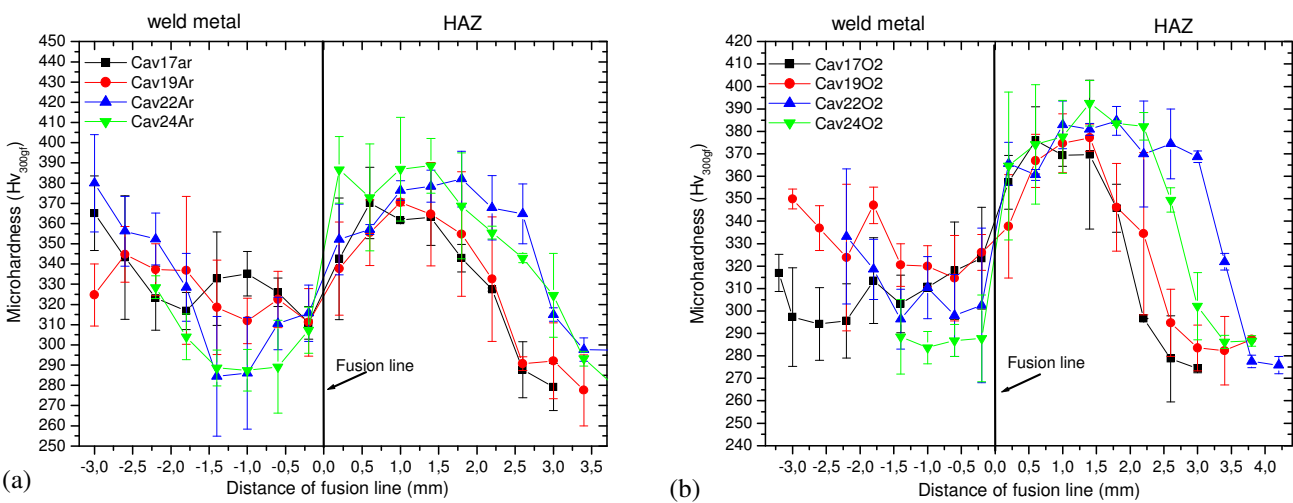 weld metal
HAZ
450
440
430
420
410
400
390
380
370
360
350
340
330
320
310
300
290
280
270
260
250
Microhardness (Hv300gf)
Cav17ar
Cav19Ar
Cav22Ar
Cav24Ar
Fusion line
-3,0 -2,5 -2,0 -1,5 -1,0 -0,5 0,0 0,5 1,0 1,5 2,0 2,5 3,0 3,5
Distance of fusion line (mm)
(a)
weld metal
HAZ
420
410
400
390
380
370
360
350
340
330
320
310
300
290
280
270
260
250
240
Microhardness (Hv300gf)
Cav17O2
Cav19O2
Cav22O2
Cav24O2
Fusion line
-3,0 -2,5 -2,0 -1,5 -1,0 -0,5 0,0 0,5 1,0 1,5 2,0 2,5 3,0 3,5 4,0
Distance of fusion line (mm)
(b)